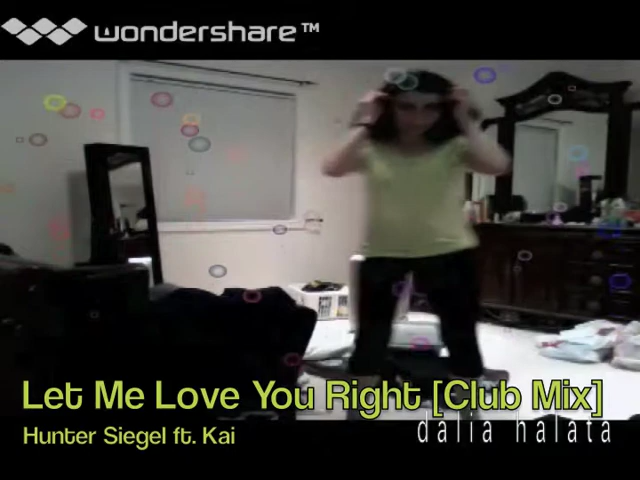 wondershare™
Let Me Love You Right [Club Mix]
Hunter Siegel ft. Kai
dalia halata